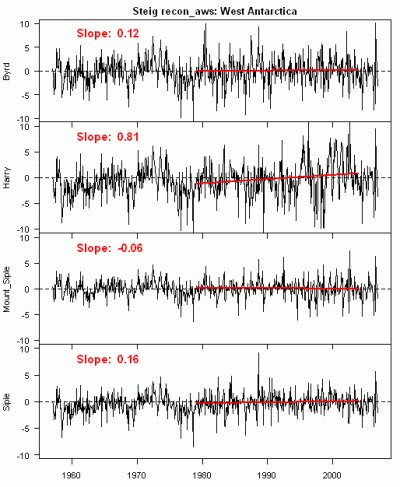 Steig recon_aws: West Antarctica
Slope: 0.12
Byrd
10
5
0
-5
-10
Slope: 0.81
Harry
10
5
0
-5
-10
Slope: -0.06
Mount_Siple
10
5
0
-5
-10
Slope: 0.16
Siple
10
5
0
-5
-10
1960 1970 1980 1990 2000